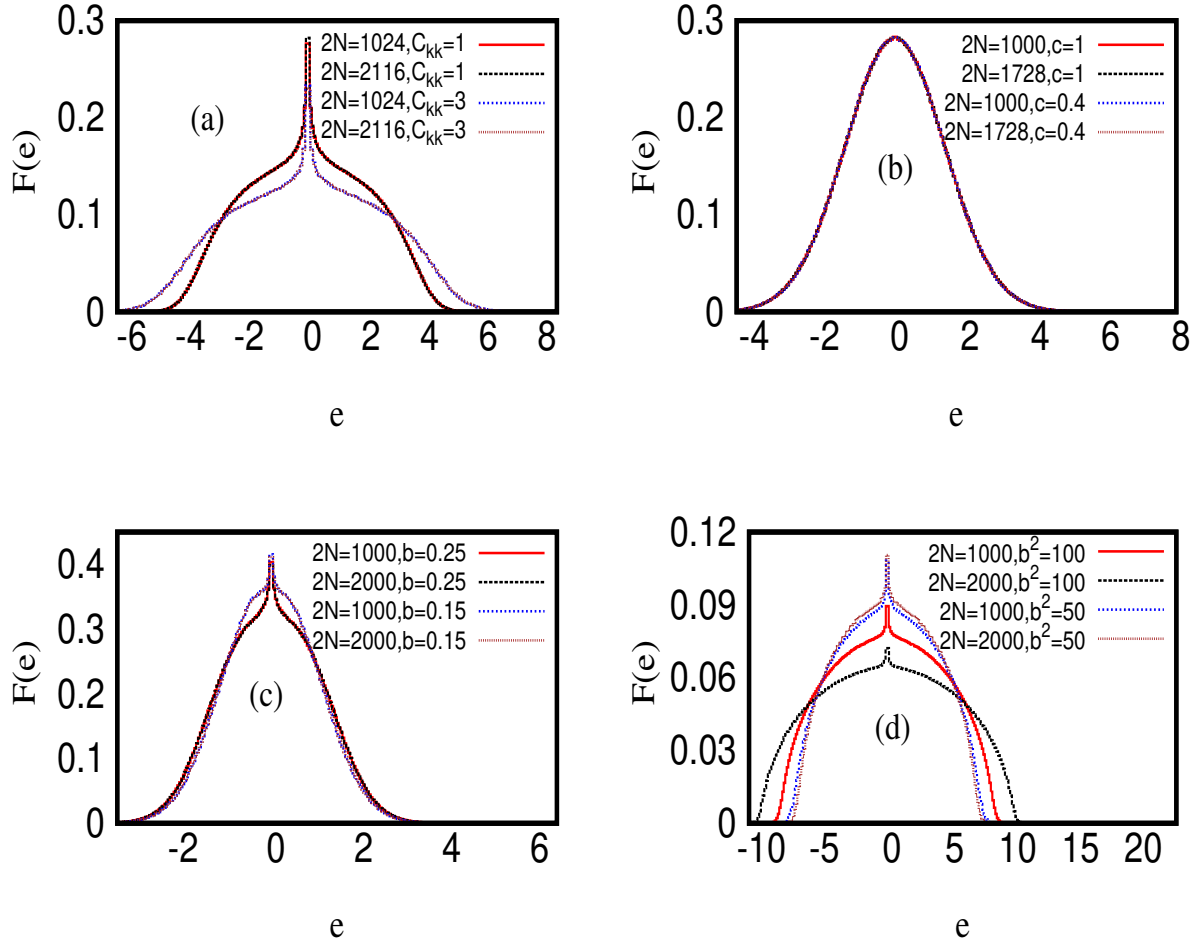 2N=1024,Ckk=1
2N=2116,Ckk=1
2N=1024,Ckk=3
2N=2116,Ckk=3
(a)
F(e)
0.3
0.2
0.1
0
-6 -4 -2 0 2 4 6 8
e
2N=1000,c=1
2N=1728,c=1
2N=1000,c=0.4
2N=1728,c=0.4
(b)
F(e)
0.3
0.2
0.1
0
-4 -2 0 2 4 6 8
e
2N=1000,b=0.25
2N=2000,b=0.25
2N=1000,b=0.15
2N=2000,b=0.15
(c)
F(e)
0.4
0.3
0.2
0.1
0
-2 0 2 4 6
e
2N=1000,b²=100
2N=2000,b²=100
2N=1000,b²=50
2N=2000,b²=50
(d)
F(e)
0.12
0.09
0.06
0.03
0
-10 -5 0 5 10 15 20
e